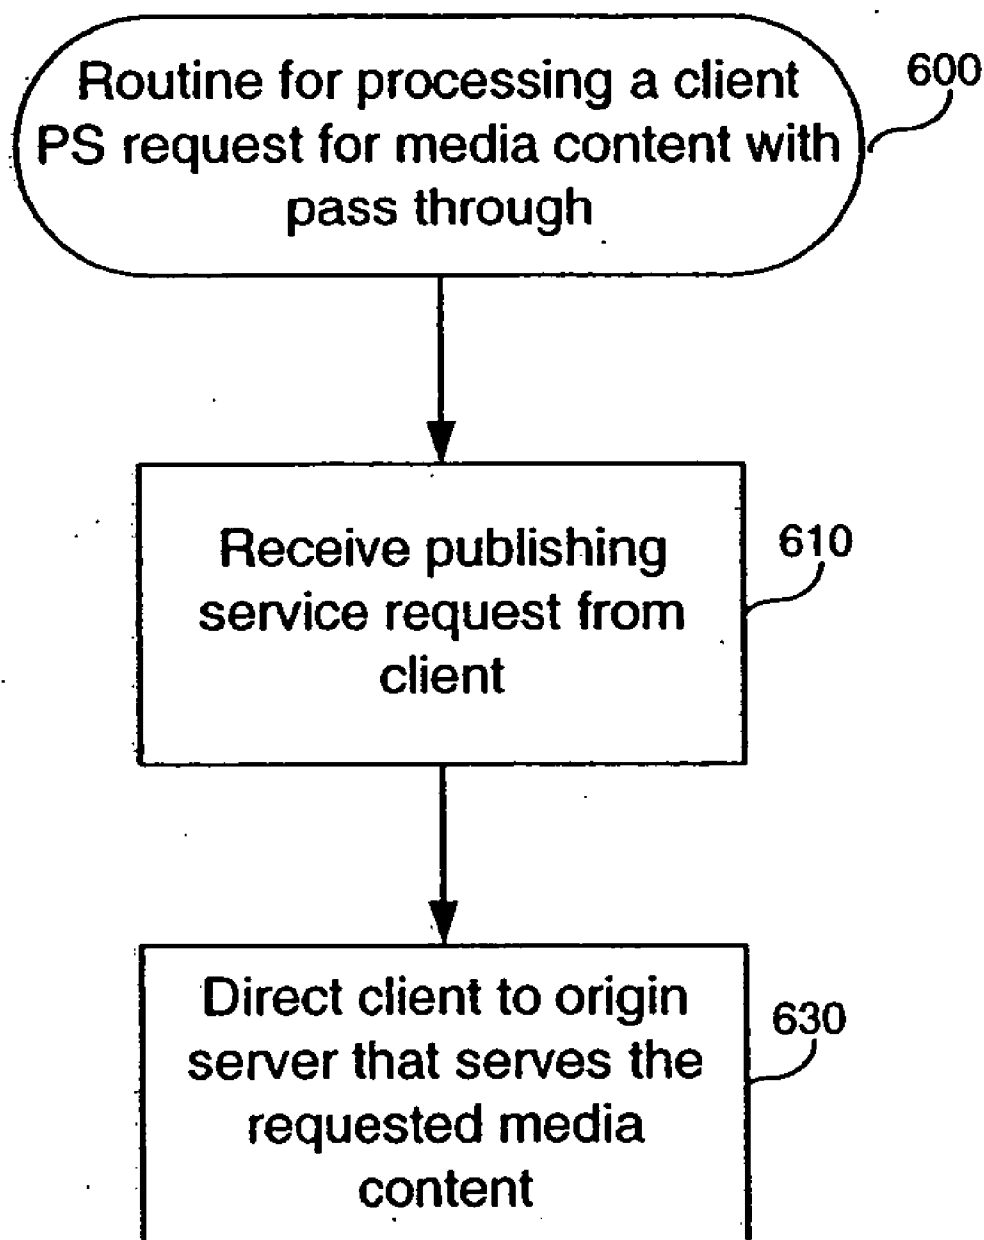 Routine for processing a client
PS request for media content with
pass through
600
Receive publishing
service request from
client
610
Direct client to origin
server that serves the
requested media
content
630